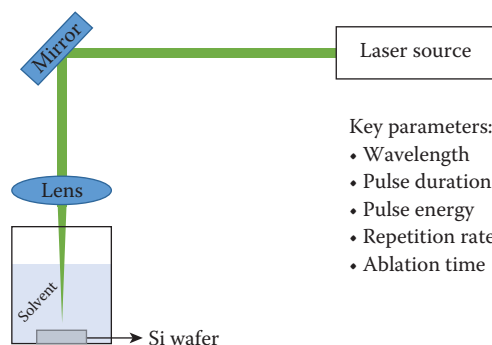 Mirror
Laser source
Key parameters:
• Wavelength
• Pulse duration
• Pulse energy
• Repetition rate
• Ablation time
Lens
Solvent
Si wafer